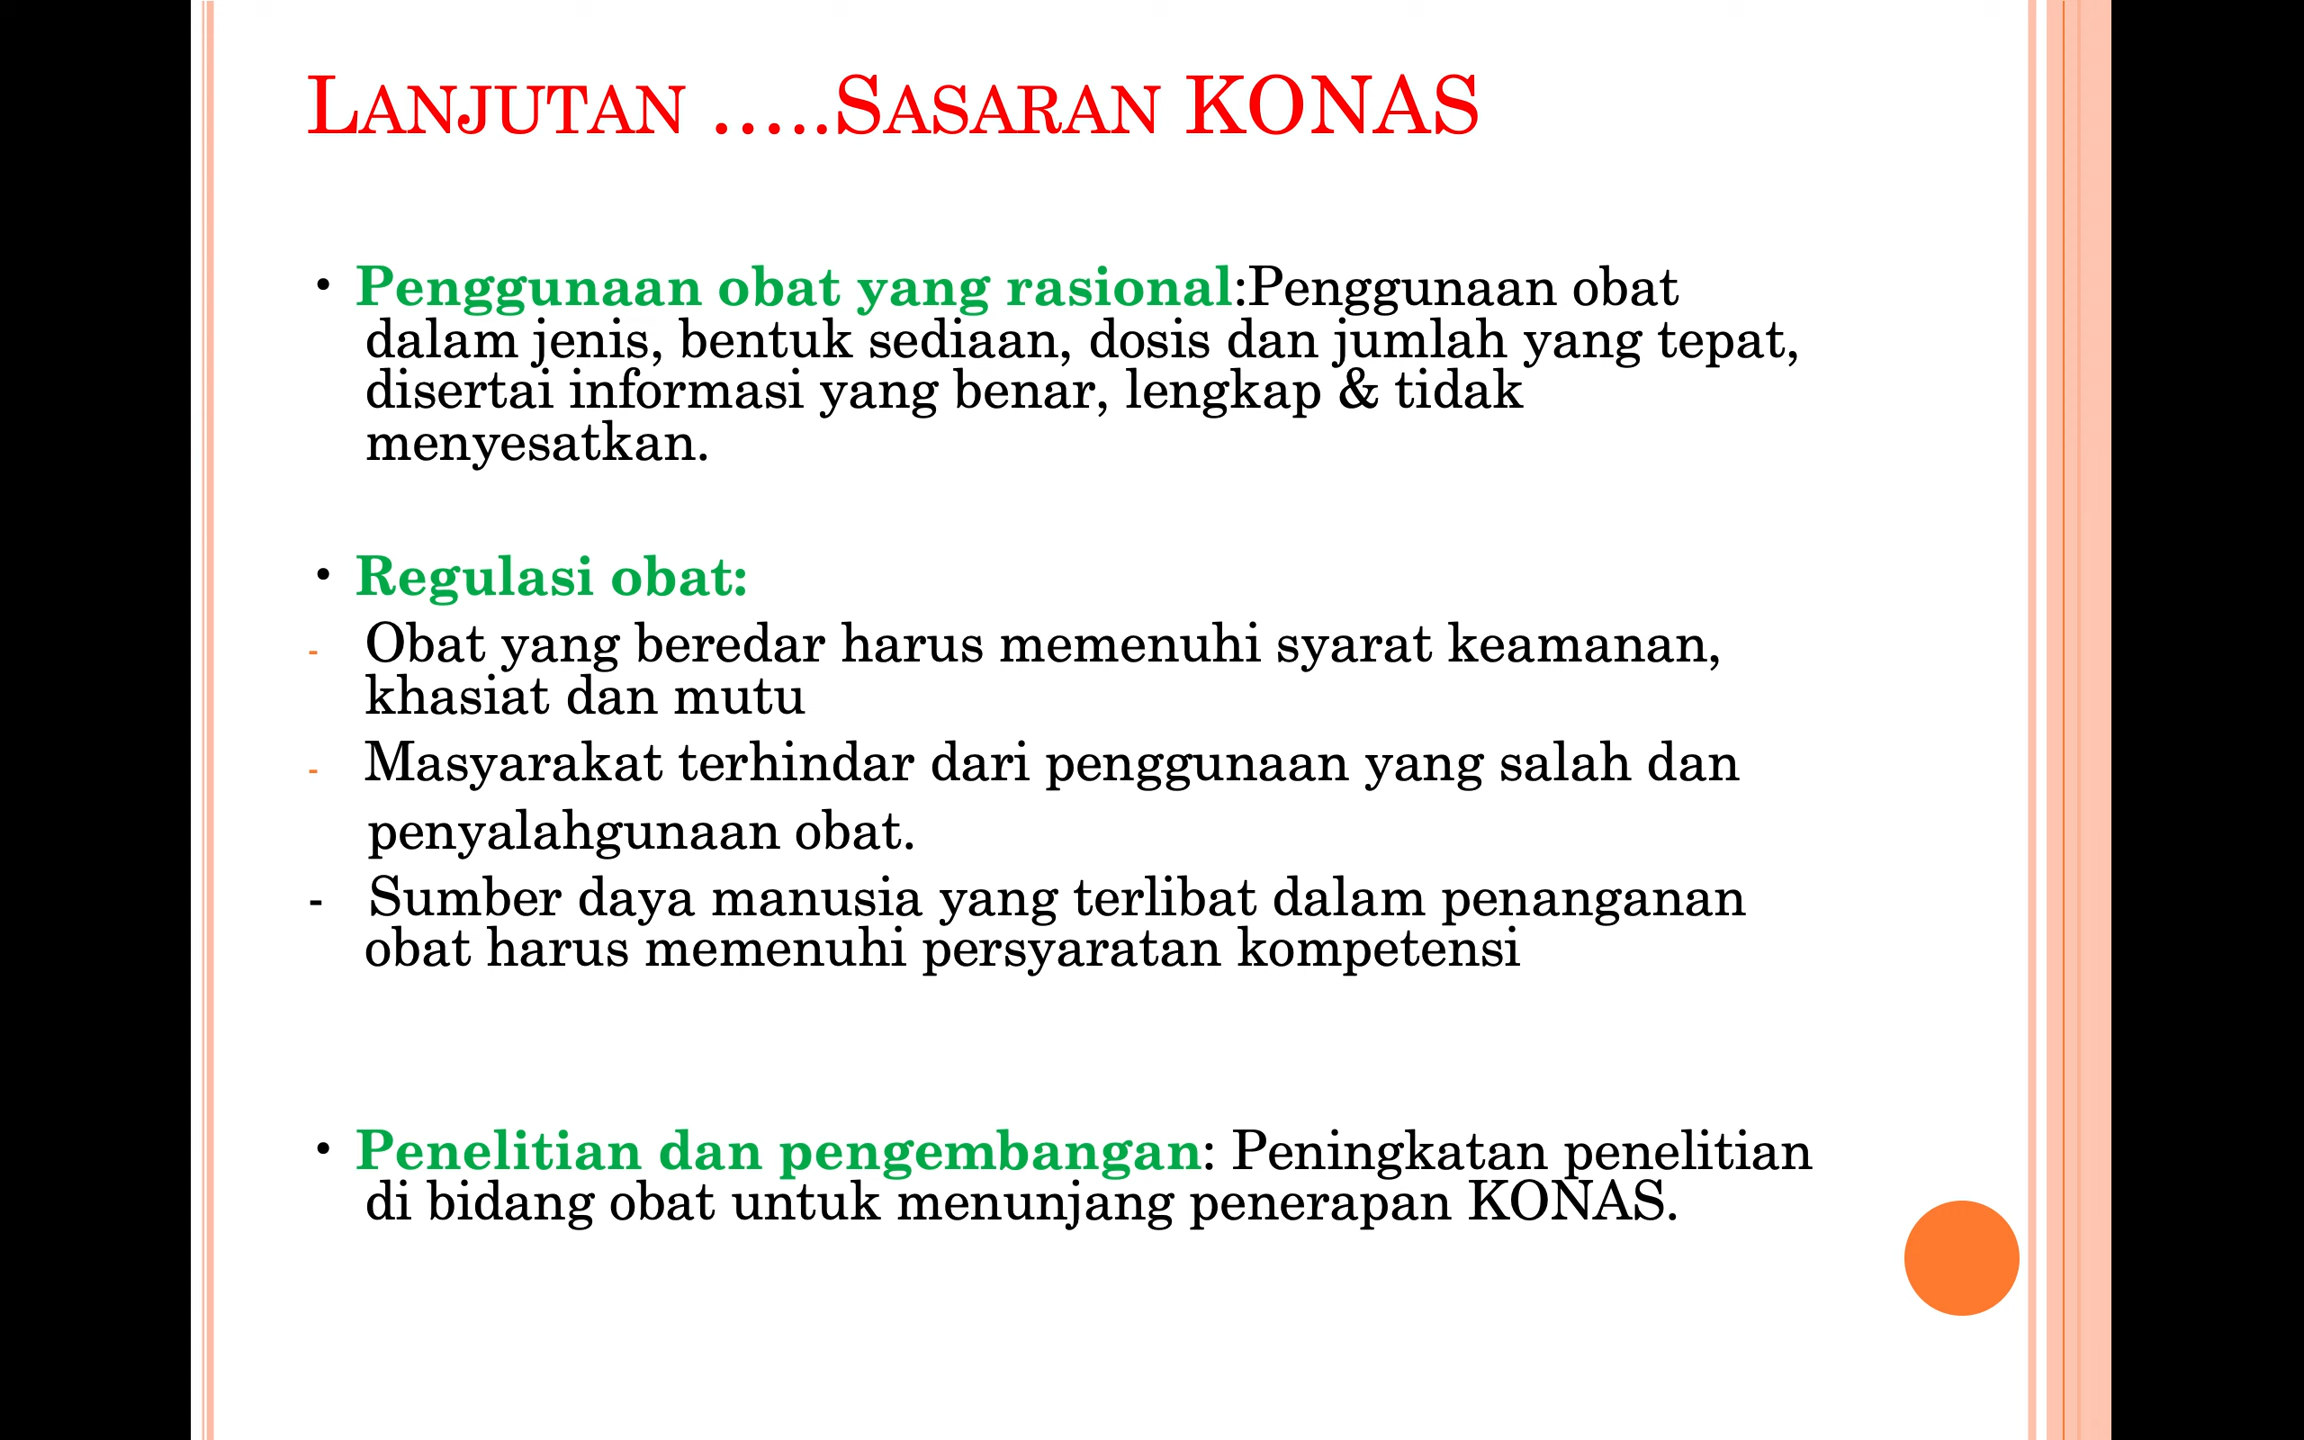 LANJUTAN .....SASARAN KONAS
• Penggunaan obat yang rasional:Penggunaan obat
dalam jenis, bentuk sediaan, dosis dan jumlah yang tepat,
disertai informasi yang benar, lengkap & tidak
menyesatkan.
• Regulasi obat:
- Obat yang beredar harus memenuhi syarat keamanan,
khasiat dan mutu
- Masyarakat terhindar dari penggunaan yang salah dan
penyalahgunaan obat.
- Sumber daya manusia yang terlibat dalam penanganan
obat harus memenuhi persyaratan kompetensi
-
• Penelitian dan pengembangan: Peningkatan penelitian
di bidang obat untuk menunjang penerapan KONAS.